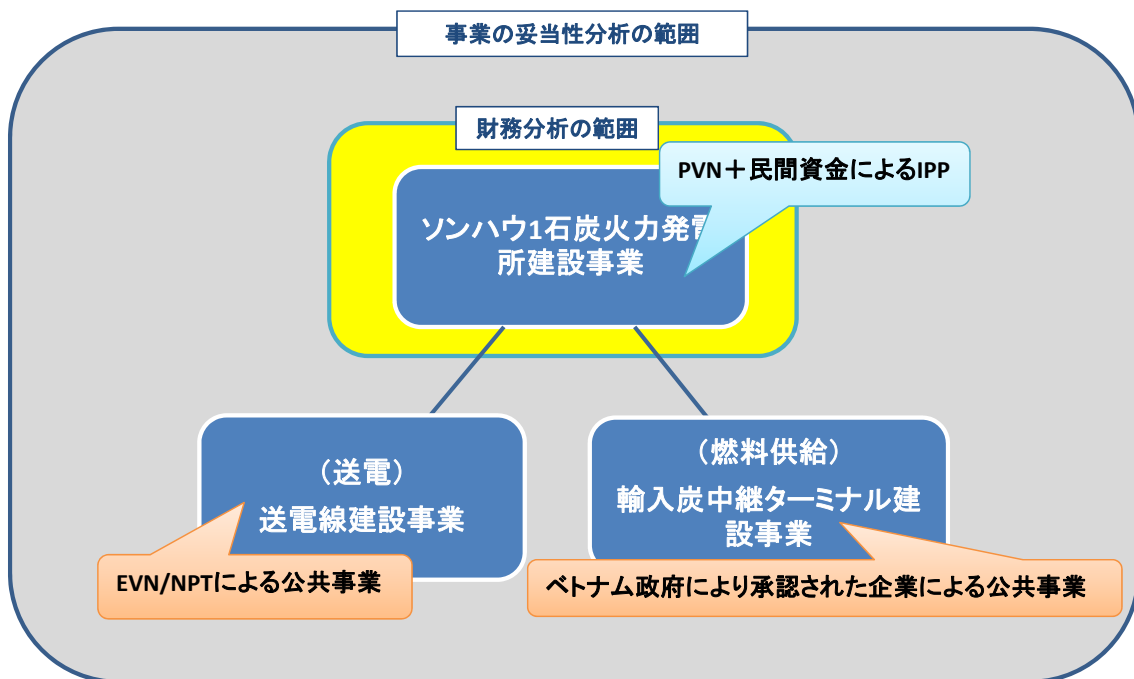 事業の妥当性分析の範囲
財務分析の範囲
PVN＋民間資金によるIPP
ソンハウ1石炭火力発電
所建設事業
（送電）
送電線建設事業
（燃料供給）
輸入炭中継ターミナル建
設事業
EVN/NPTによる公共事業
ベトナム政府により承認された企業による公共事業